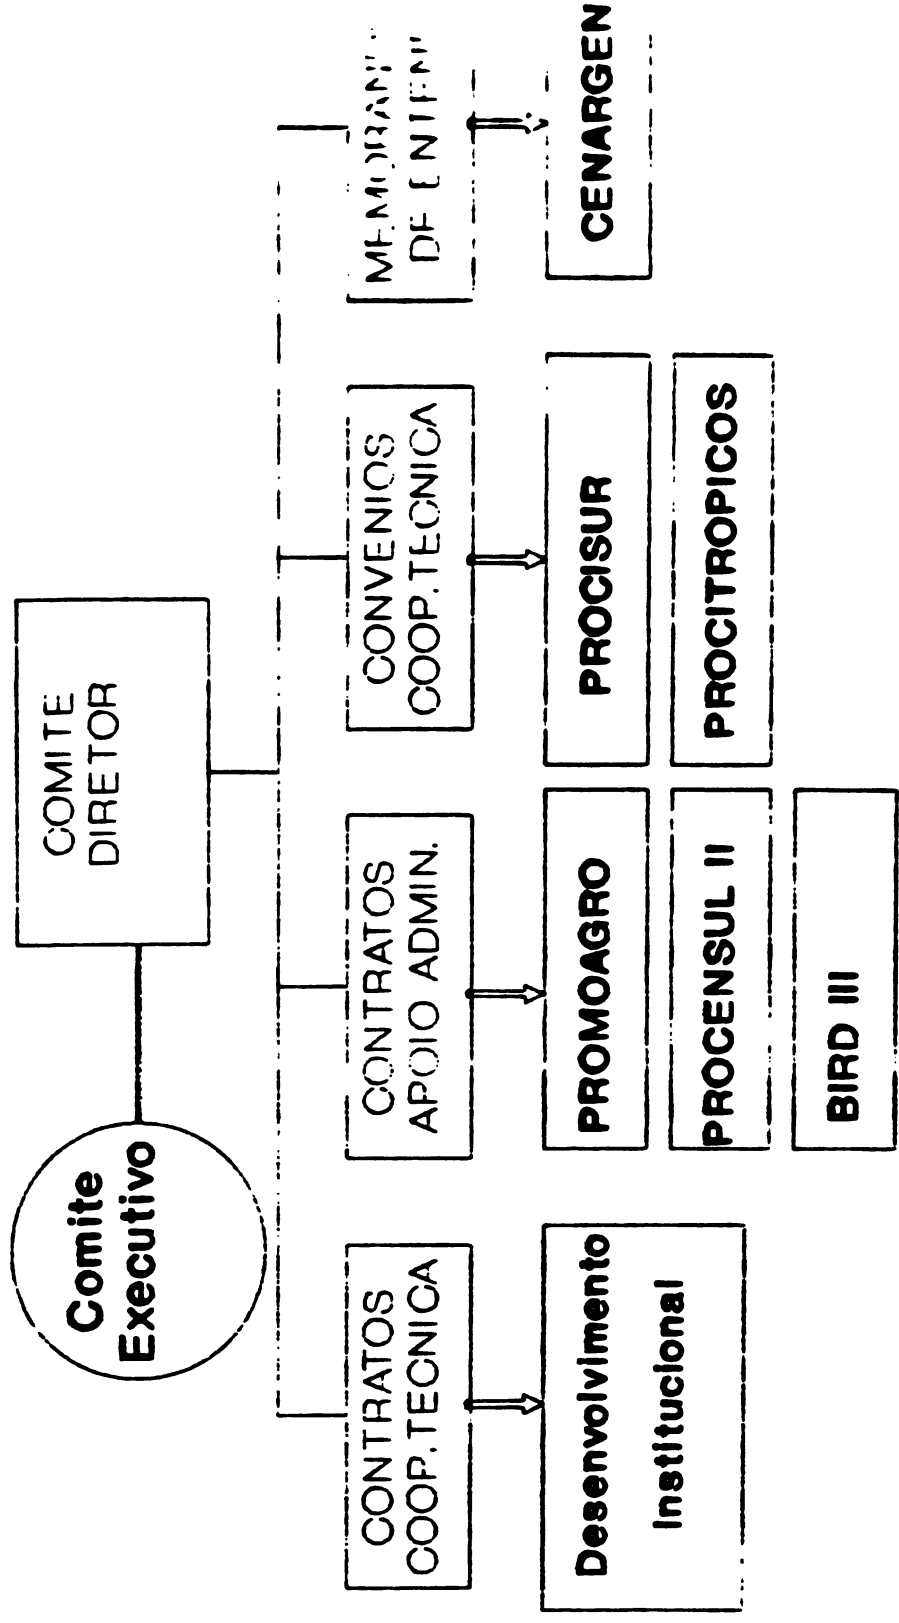 COMITE
DIRETOR
Comite
Executivo
CONTRATOS
COOP.TECNICA
CONTRATOS
APOIO ADMIN.
CONVENIOS
COOP.TECNICA
DE
Desenvolvimento
Institucional
PROMOAGRO
PROCENSUL II
BIRD III
PROCISUR
PROCITROPICOS
CENARGEN